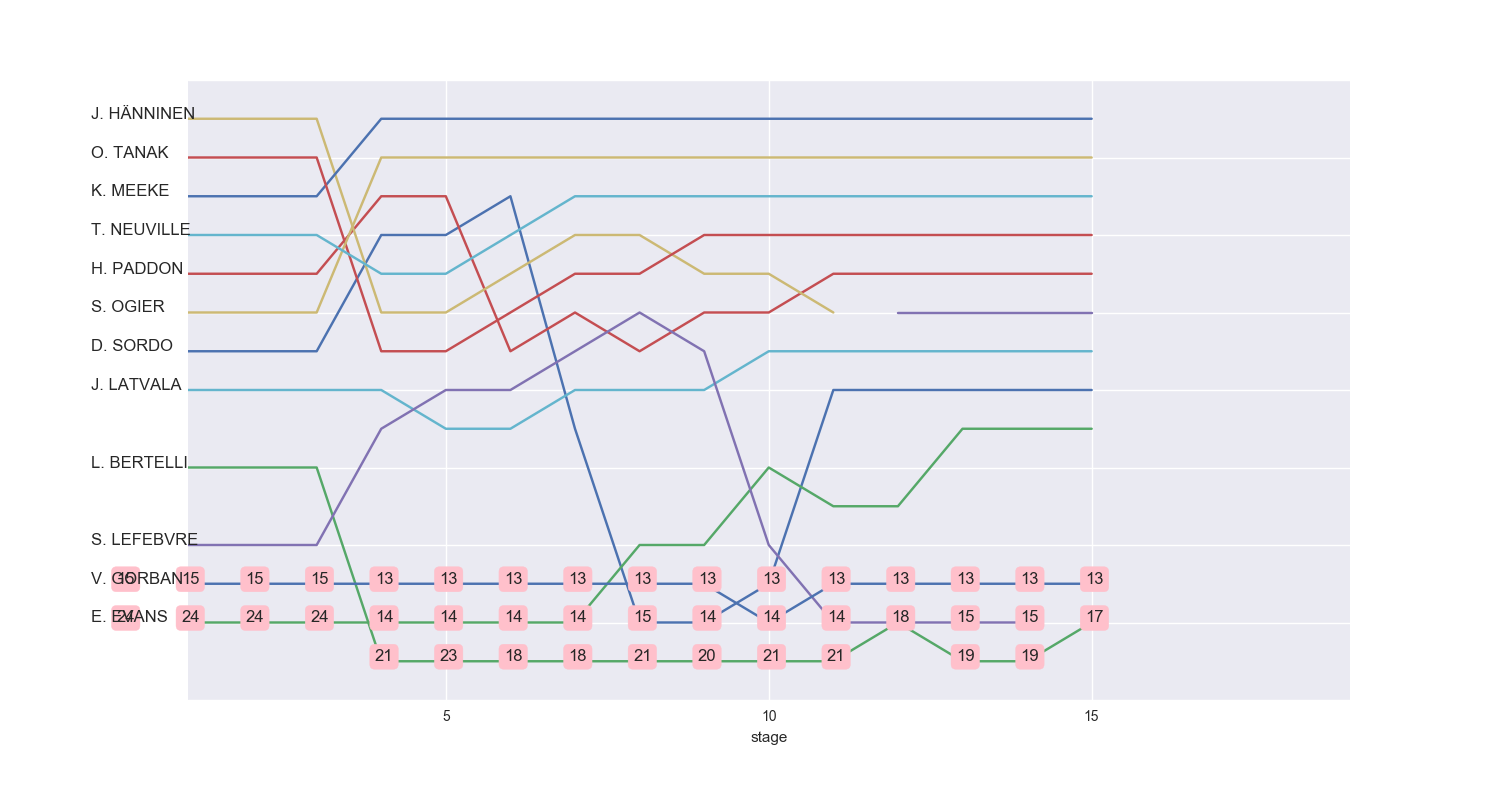 J. HÄNNINEN
O. TANAK
K. MEEKE
T. NEUVILLE
H. PADDON
S. OGIER
D. SORDO
J. LATVALA
L. BERTELLI
S. LEFEBVRE
V. GORBAN 15 15 15 15 13 13 13 13 13 13 13 13 13 13 13 13
E. EVANS 24 24 24 24 14 14 14 14 15 14 14 14 18 15 15 17
21 23 18 18 21 20 21 21 19 19
5 10 15
stage